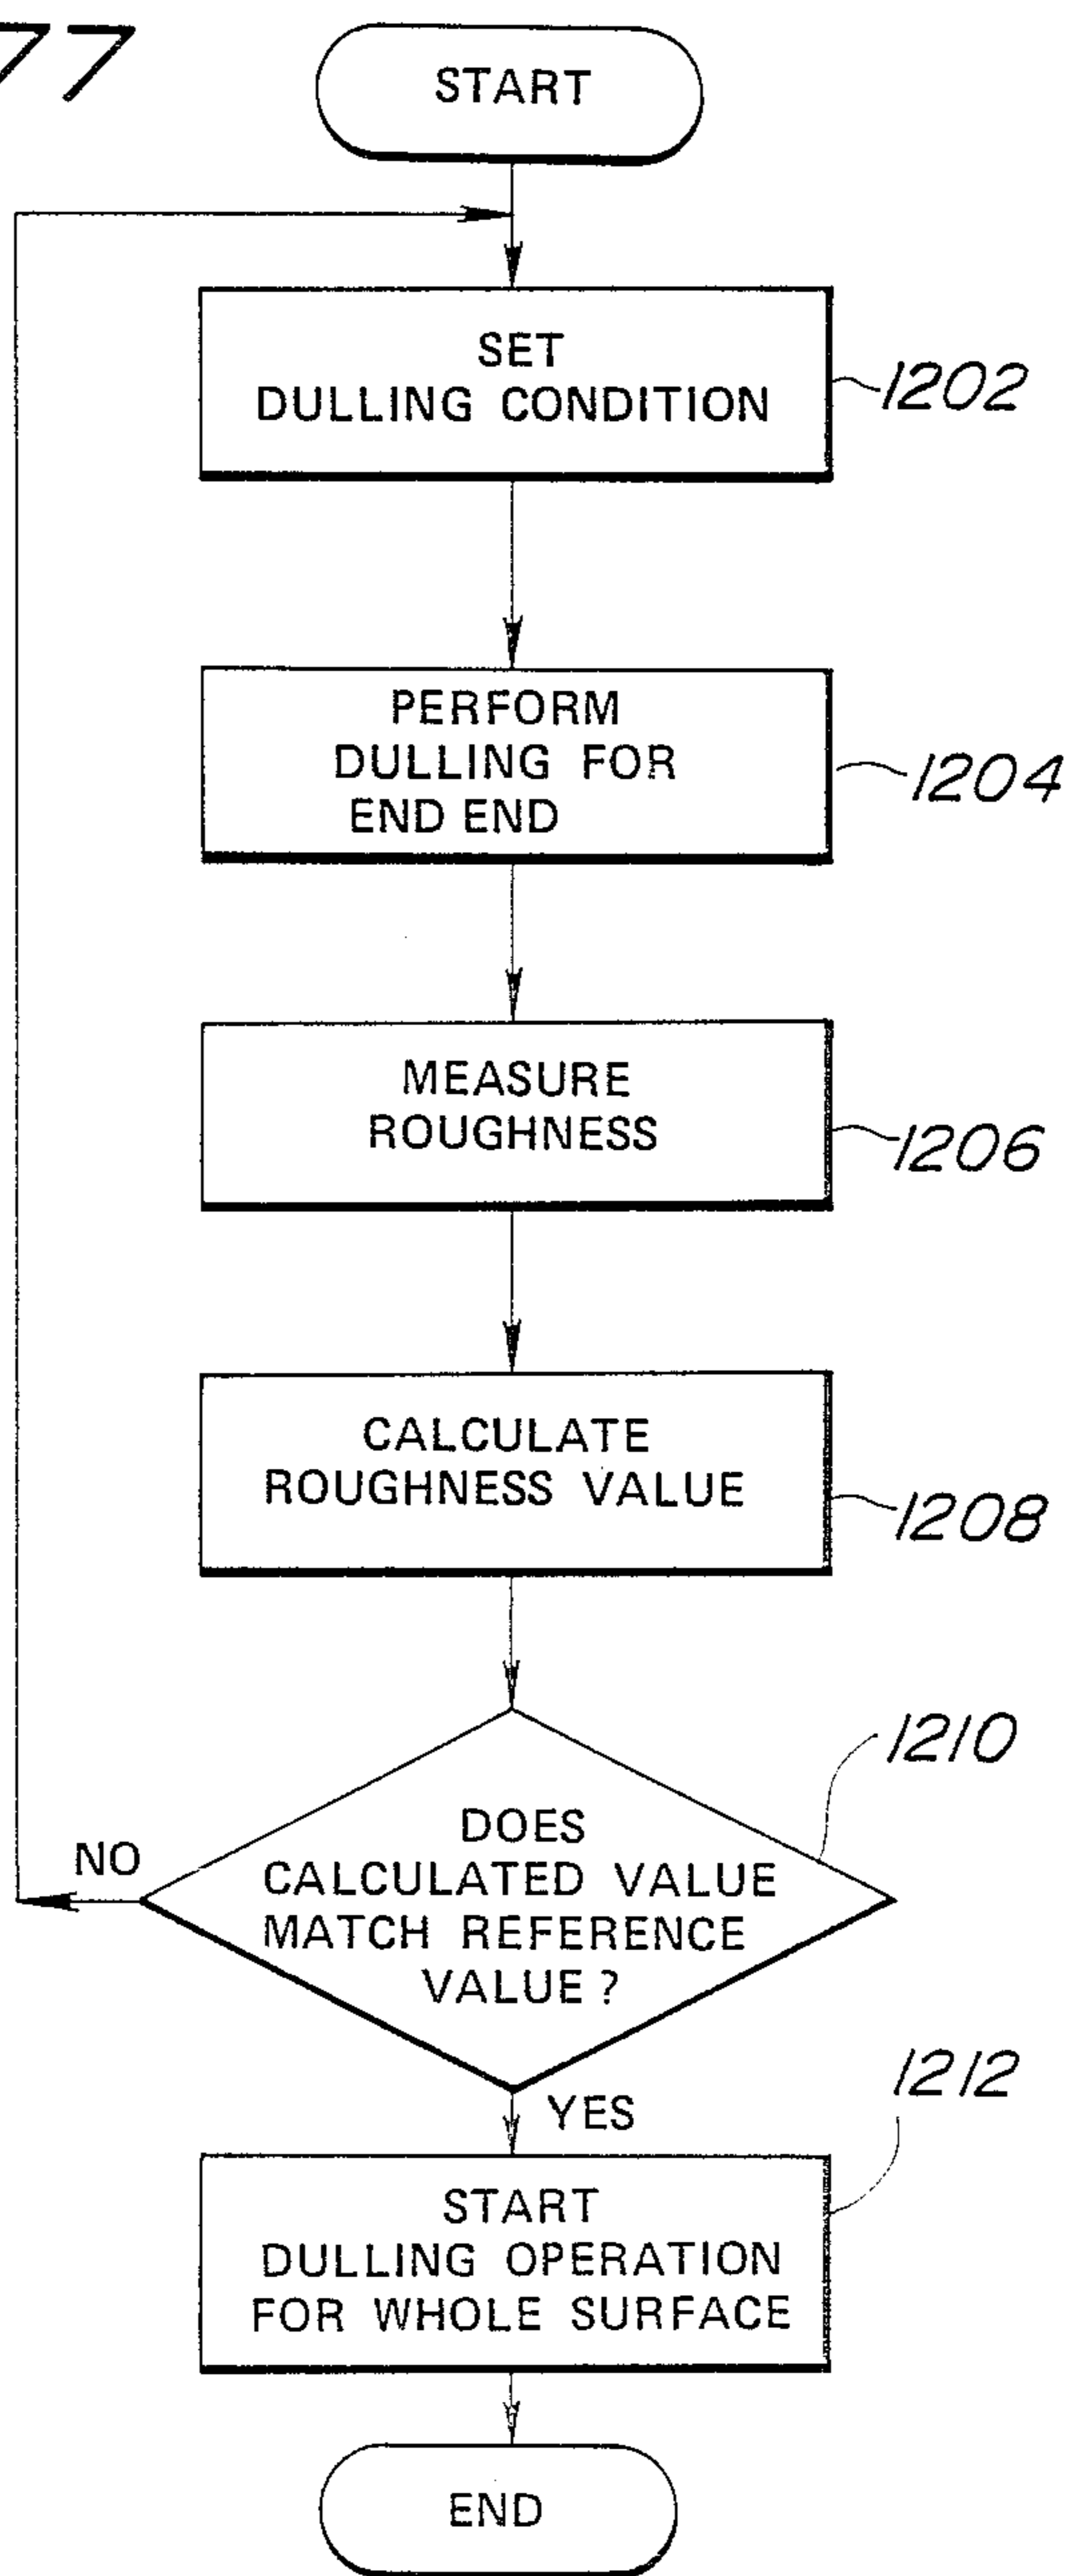 77
START
SET
DULLING CONDITION
1202
PERFORM
DULLING FOR
END END
1204
MEASURE
ROUGHNESS
1206
CALCULATE
ROUGHNESS VALUE
1208
1210
DOES
CALCULATED VALUE
MATCH REFERENCE
VALUE ?
NO
YES
1212
START
DULLING OPERATION
FOR WHOLE SURFACE
END